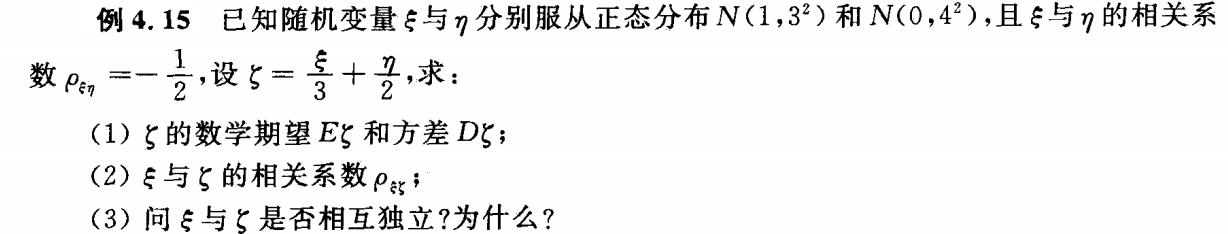 例 4.15 已知随机变量 ξ 与 η 分别服从正态分布 N(1,3²) 和 N(0,4²),且 ξ 与 η 的相关系
数 ρ_{ξη} = -1/2,设 ζ = ξ/3 + η/2,求:
(1) ζ 的数学期望 Eζ 和方差 Dζ;
(2) ξ 与 ζ 的相关系数 ρ_{ξζ};
(3) 问 ξ 与 ζ 是否相互独立?为什么?